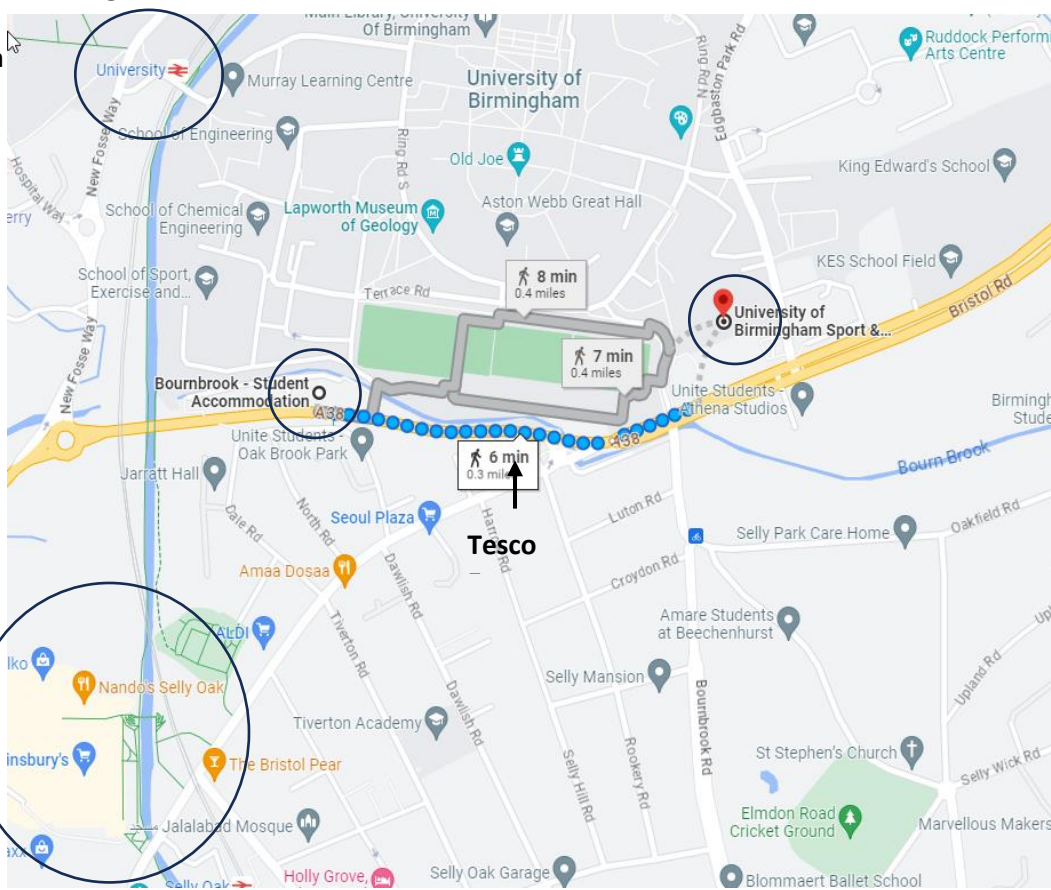 Main Library, University
Of Birmingham
Ring Rd N
Edgbaston Park Rd
Ruddock Performi
Arts Centre
University
Murray Learning Centre
University of
Birmingham
New Fosse Way
School of Engineering
Ring Rd S
Old Joe
King Edward's School
Hospital Way
erry
School of Chemical
Engineering
Lapworth Museum
of Geology
Aston Webb Great Hall
School of Sport,
Exercise and...
8 min
0.4 miles
KES School Field
Bristol Rd
Terrace Rd
University of
Birmingham Sport &...
New Fosse Way
7 min
0.4 miles
Bournbrook - Student
Accommodation
Unite Students -
Athena Studios
Birmingh
Stude
A38
A38
Unite Students -
Oak Brook Park
6 min
0.3 mile
Bourn Brook
Jarratt Hall
Dale Rd
North Rd
Seoul Plaza
Tesco
Luton Rd
Selly Park Care Home
Oakfield Rd
Amaa Dosaa
Dawlish Rd
Croydon Rd
Amare Students
at Beechenhurst
Upl
ALDI
Tiverton Rd
lko
Nando's Selly Oak
Selly Mansion
Upland Rd
Tiverton Academy
Dawlish Rd
Bournbrook Rd
insbury's
The Bristol Pear
Selly Hill Rd
Rookery Rd
St Stephen's Church
Selly Wick Rd
Jalalabad Mosque
Elmdon Road
Cricket Ground
Marvellous Makers
axx
Selly Oak
Holly Grove,
Selly Oak Garage
Blommaert Ballet School